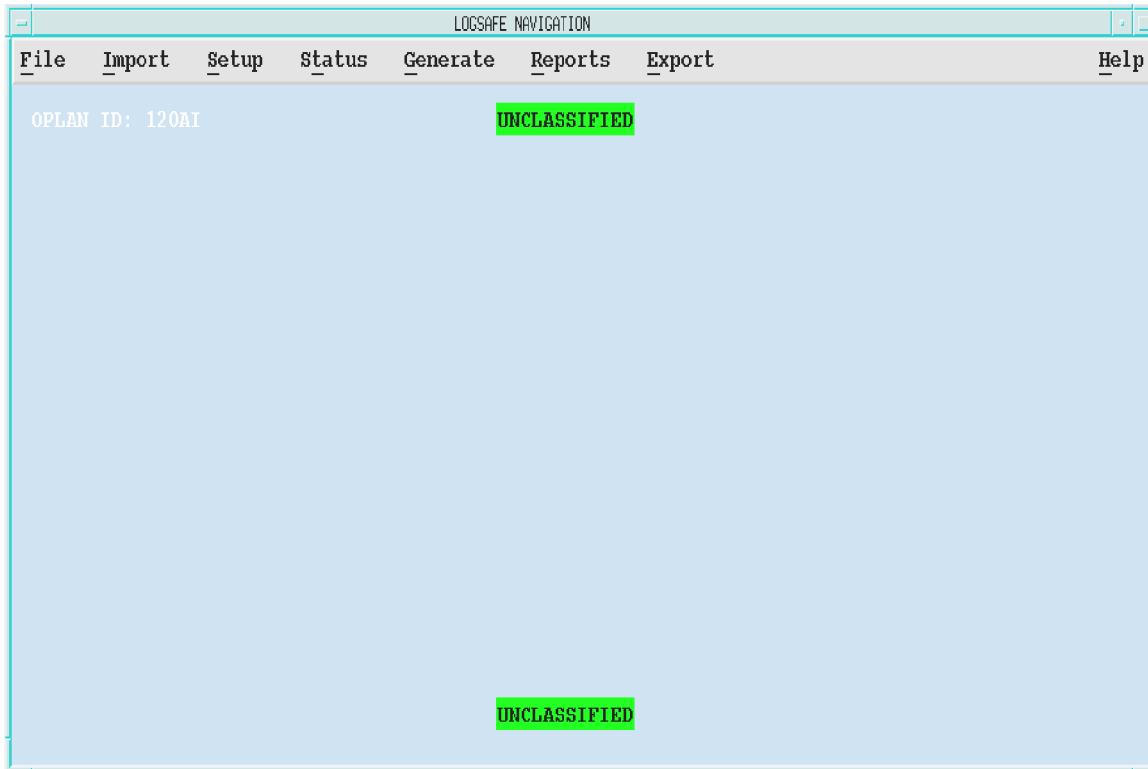 LOGSAFE NAVIGATION
File Import Setup Status Generate Reports Export Help
OPLAN ID: 120AI UNCLASSIFIED
UNCLASSIFIED